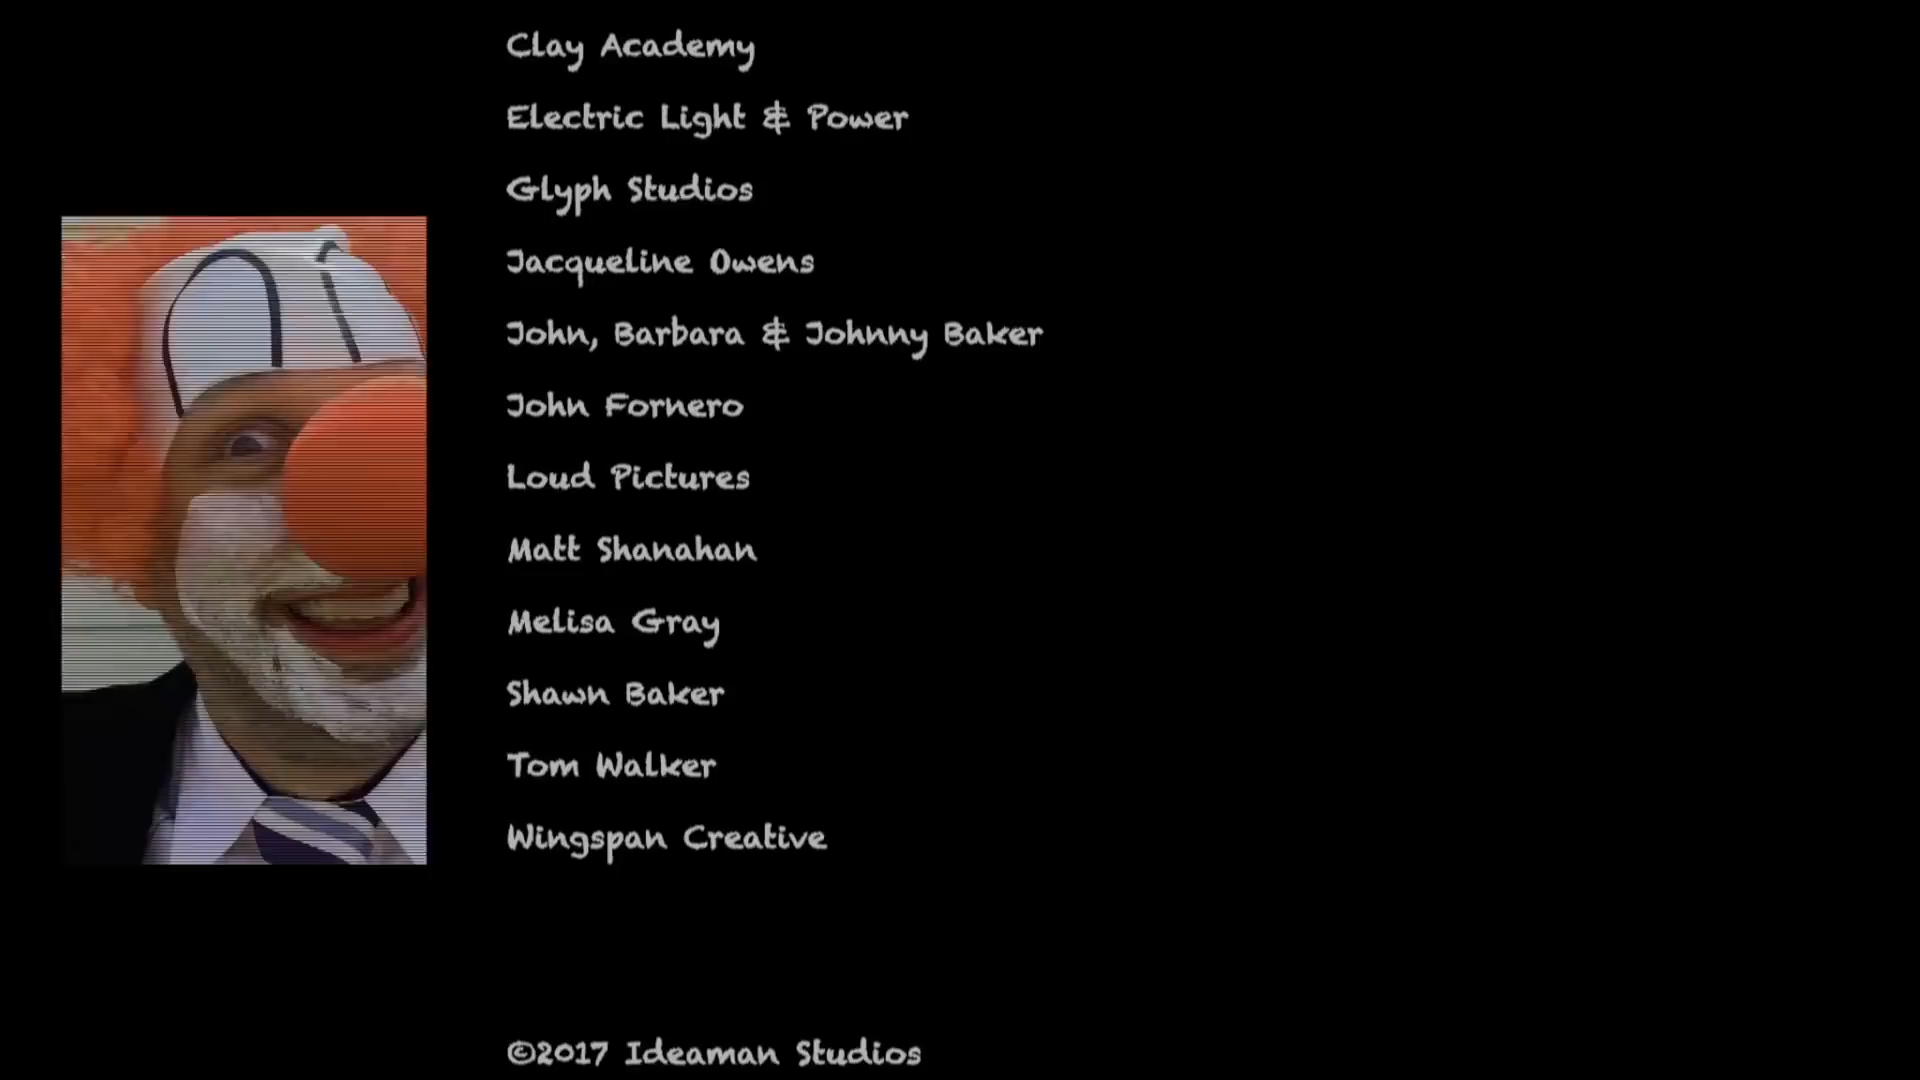 Clay Academy
Electric Light & Power
Glyph Studios
Jacqueline Owens
John, Barbara & Johnny Baker
John Fornero
Loud Pictures
Matt Shanahan
Melisa Gray
Shawn Baker
Tom Walker
Wingspan Creative
©2017 Ideaman Studios